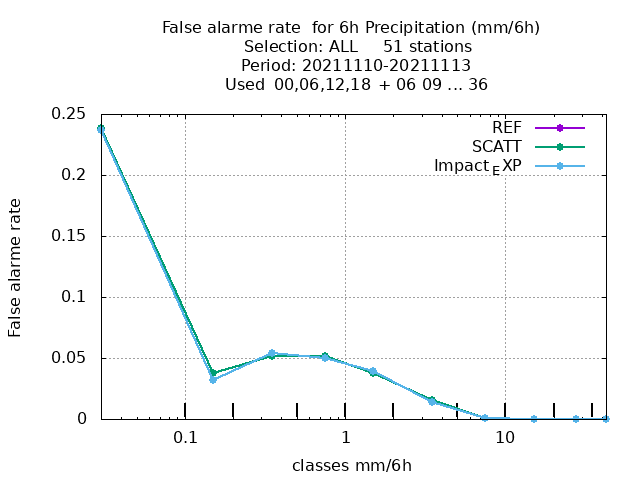 False alarme rate  for 6h Precipitation (mm/6h)
Selection: ALL     51 stations
Period: 20211110-20211113
Used  00,06,12,18  + 06 09 ... 36
0.25
0.2
0.15
0.1
0.05
0
False alarme rate
REF
SCATT
Impact_EXP
0.1
1
10
classes mm/6h